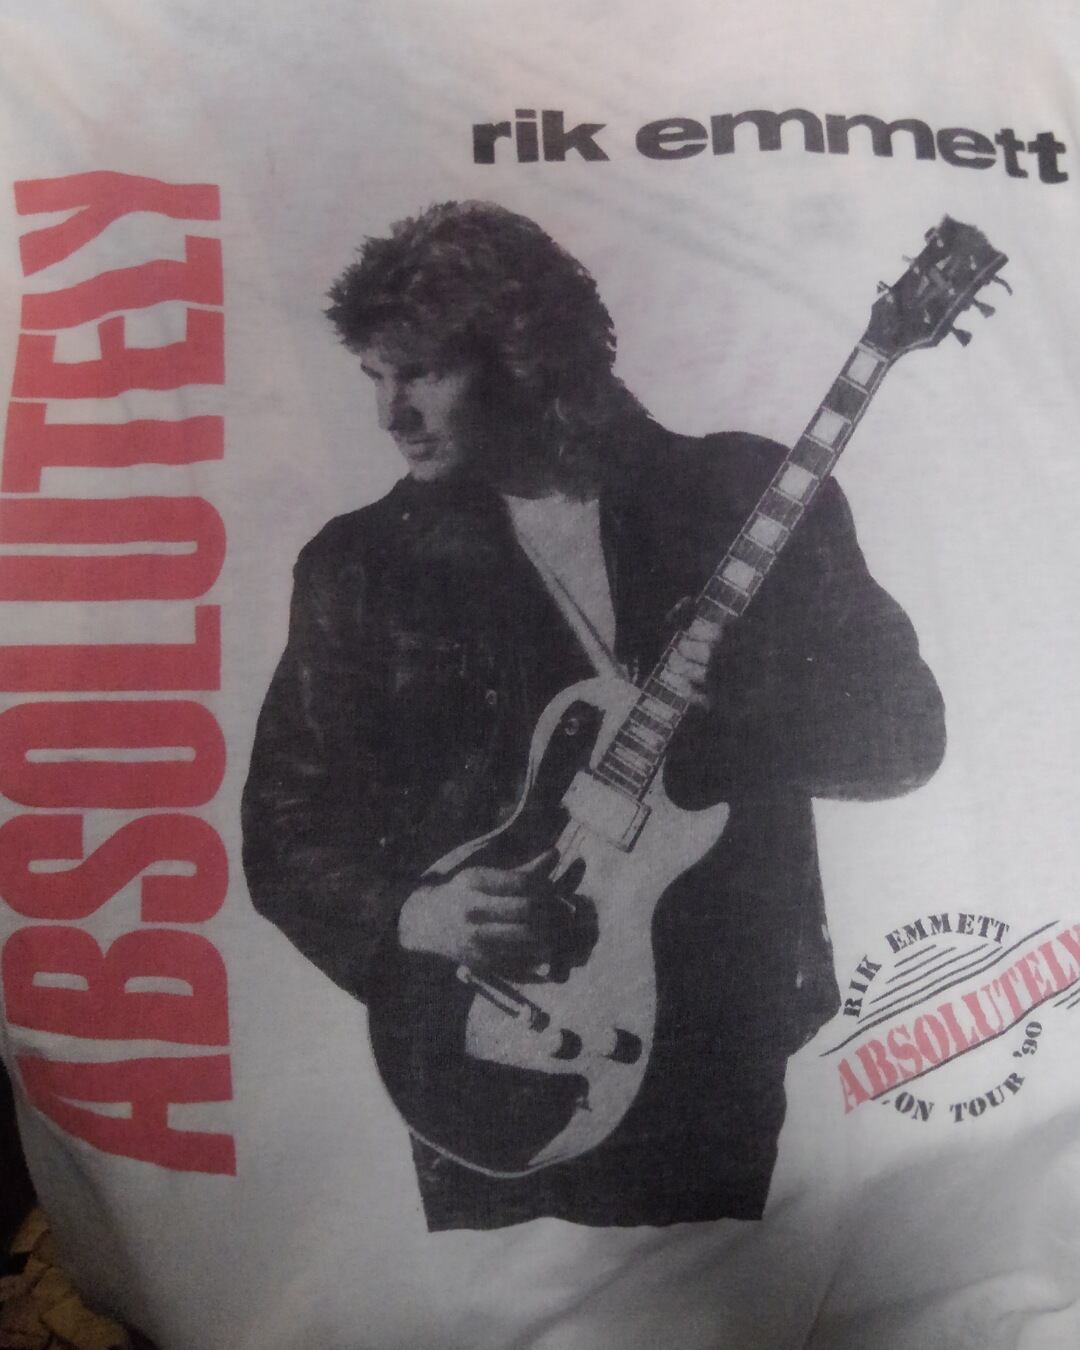 rik emmett
ABSOLUTELY
RIK EMMETT
ABSOLUTELY
·ON TOUR '90